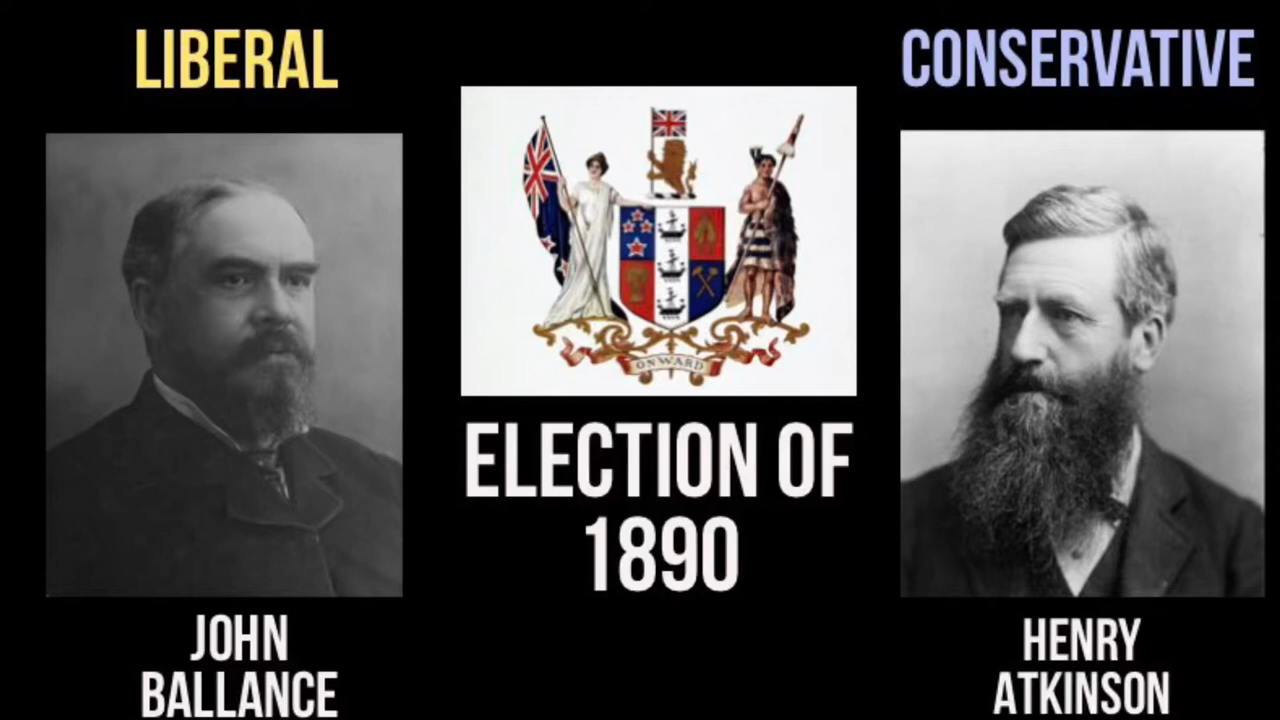 LIBERAL
CONSERVATIVE
ONWARD
ELECTION OF
1890
JOHN
BALLANCE
HENRY
ATKINSON